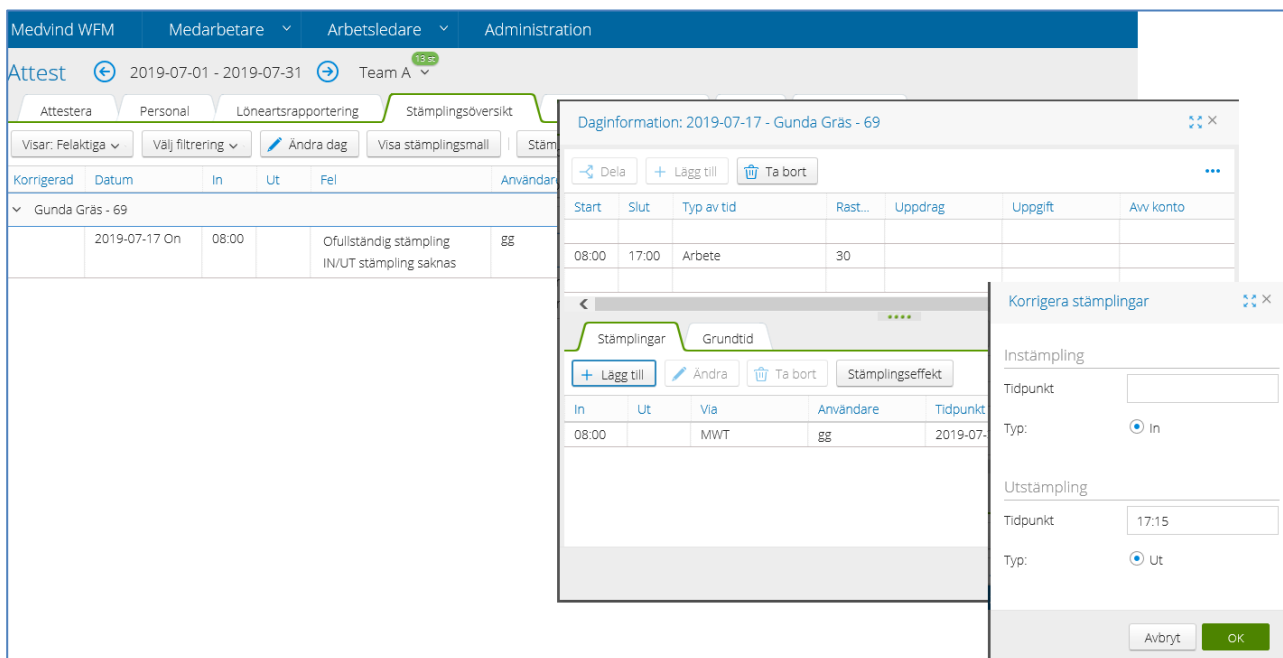 Medvind WFM Medarbetare Arbetsledare Administration
13 st
Attest 2019-07-01 - 2019-07-31 Team A
Attestera Personal Löneartsrapportering Stämplingsöversikt
Visar: Felaktiga Välj filtrering Ändra dag Visa stämplingsmall Stäm
Korrigerad Datum In Ut Fel Användare
Gunda Gräs - 69
2019-07-17 On 08:00 Ofullständig stämpling gg
IN/UT stämpling saknas
Daginformation: 2019-07-17 - Gunda Gräs - 69
Dela + Lägg till Ta bort ...
Start Slut Typ av tid Rast... Uppdrag Uppgift Avv konto
08:00 17:00 Arbete 30
Stämplingar Grundtid
+ Lägg till Ändra Ta bort Stämplingseffekt
In Ut Via Användare Tidpunkt
08:00 MWT gg 2019-07-
Korrigera stämplingar
Instämpling
Tidpunkt
Typ: In
Utstämpling
Tidpunkt 17:15
Typ: Ut
Avbryt OK